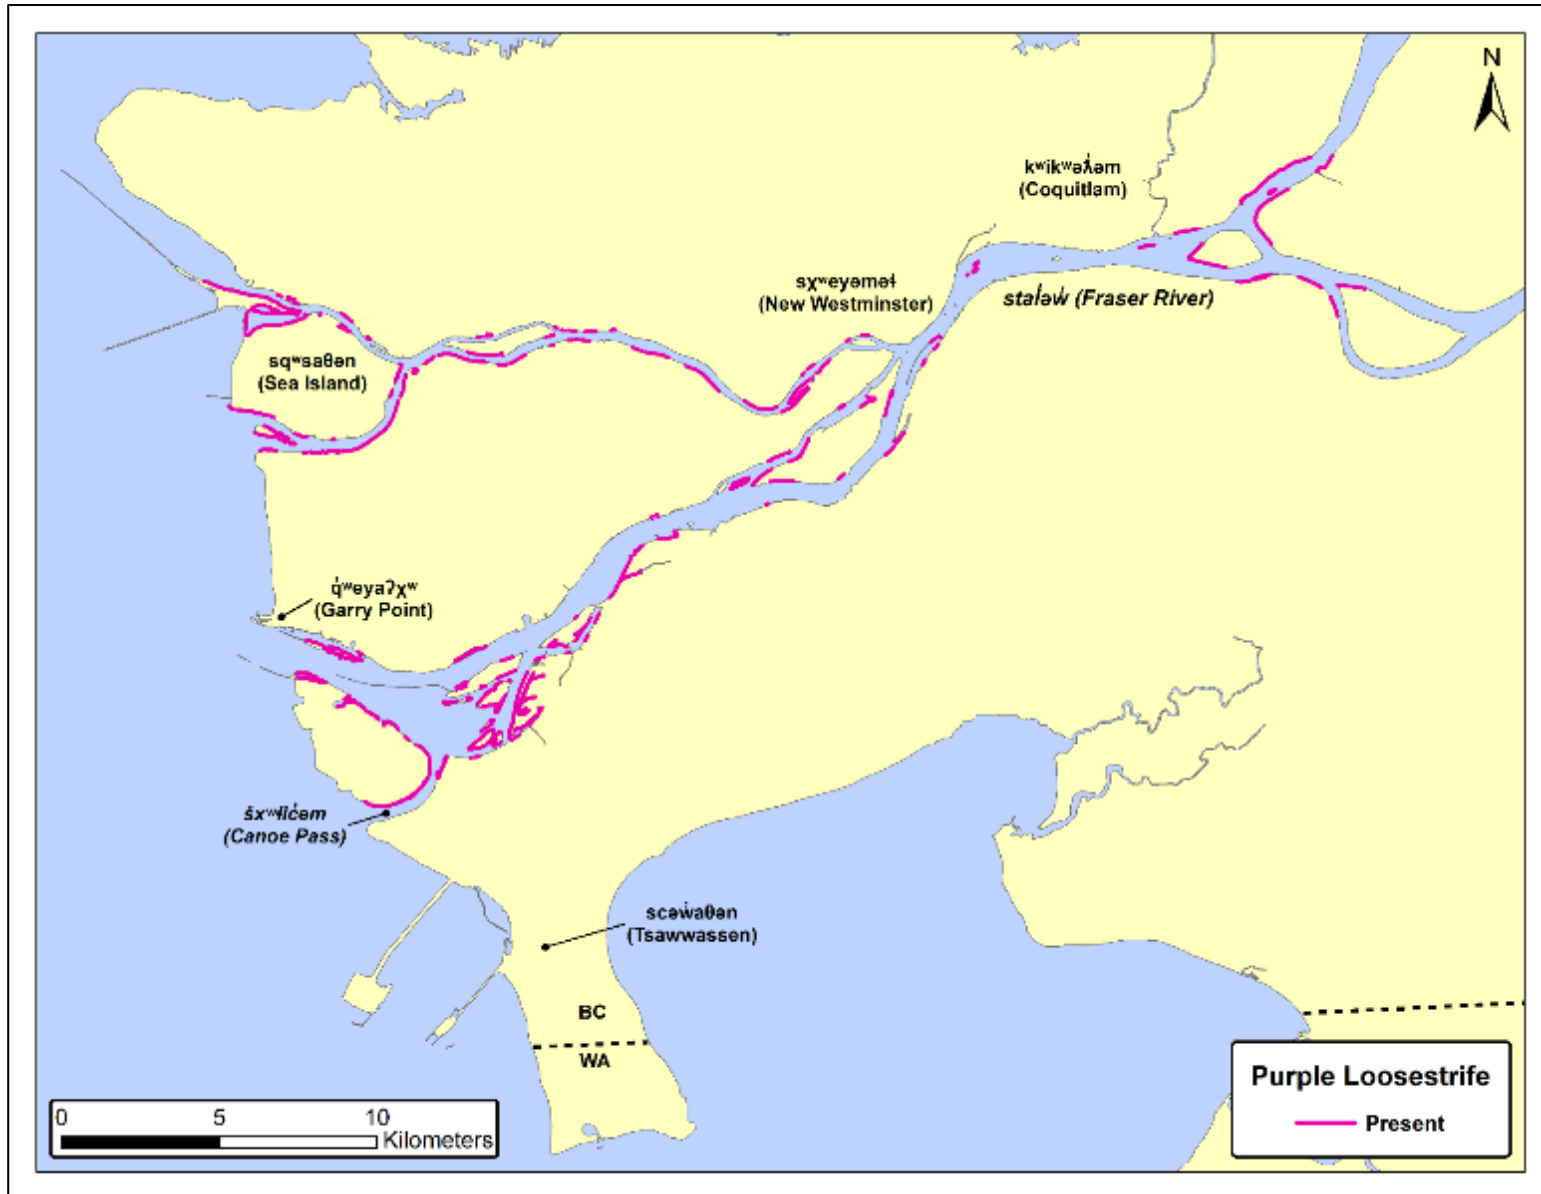 N
kʷikʷəƛ̓əm
(Coquitlam)
sχʷeyəməɬ
(New Westminster)
stal̓əw̓ (Fraser River)
sqʷsaθən
(Sea Island)
q̓ʷeyaʔχʷ
(Garry Point)
šxʷɬic̓əm
(Canoe Pass)
scəw̓aθən
(Tsawwassen)
BC
WA
Purple Loosestrife
Present
0 5 10
Kilometers